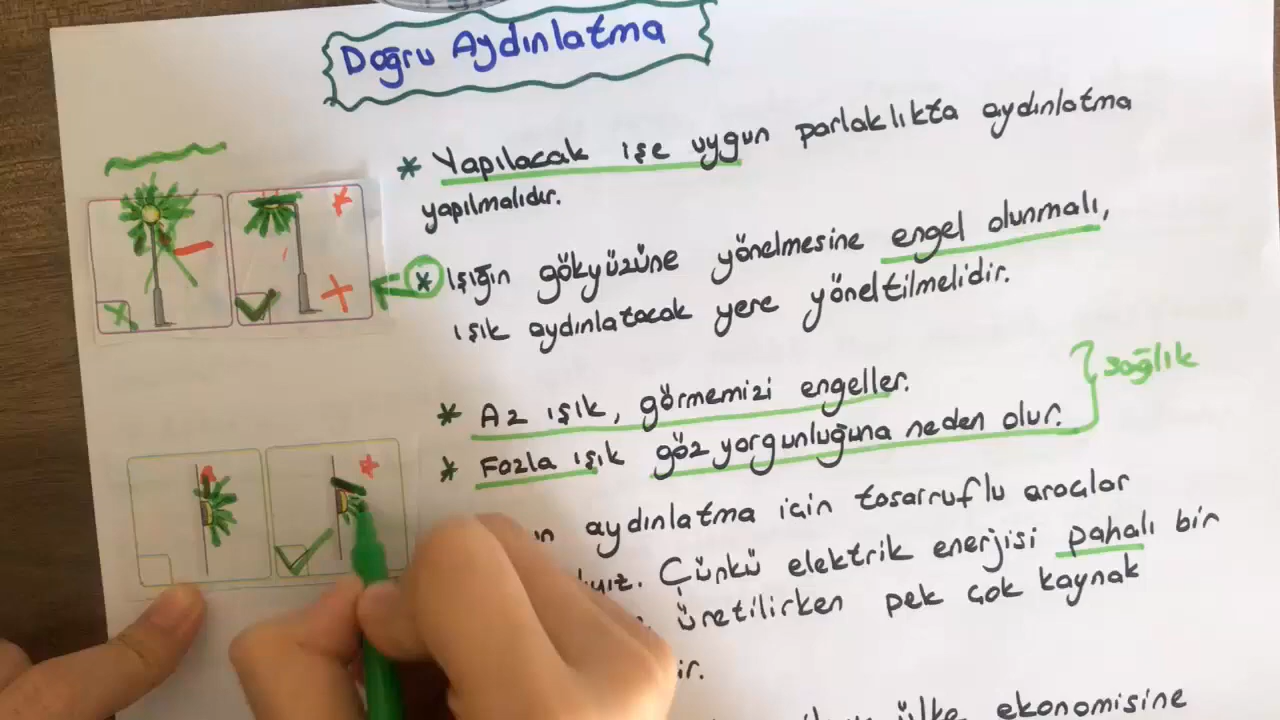 Doğru Aydınlatma
* Yapılacak işe uygun parlaklıkta aydınlatma
yapılmalıdır.
* Işığın gökyüzüne yönelmesine engel olunmalı,
ışık aydınlatacak yere yöneltilmelidir.
* Az ışık, görmemizi engeller.
* Fazla ışık göz yorgunluğuna neden olur.
sağlık
aydınlatma için tasarruflu araçlar
Çünkü elektrik enerjisi pahalı bir
üretilirken pek çok kaynak
ülke ekonomisine